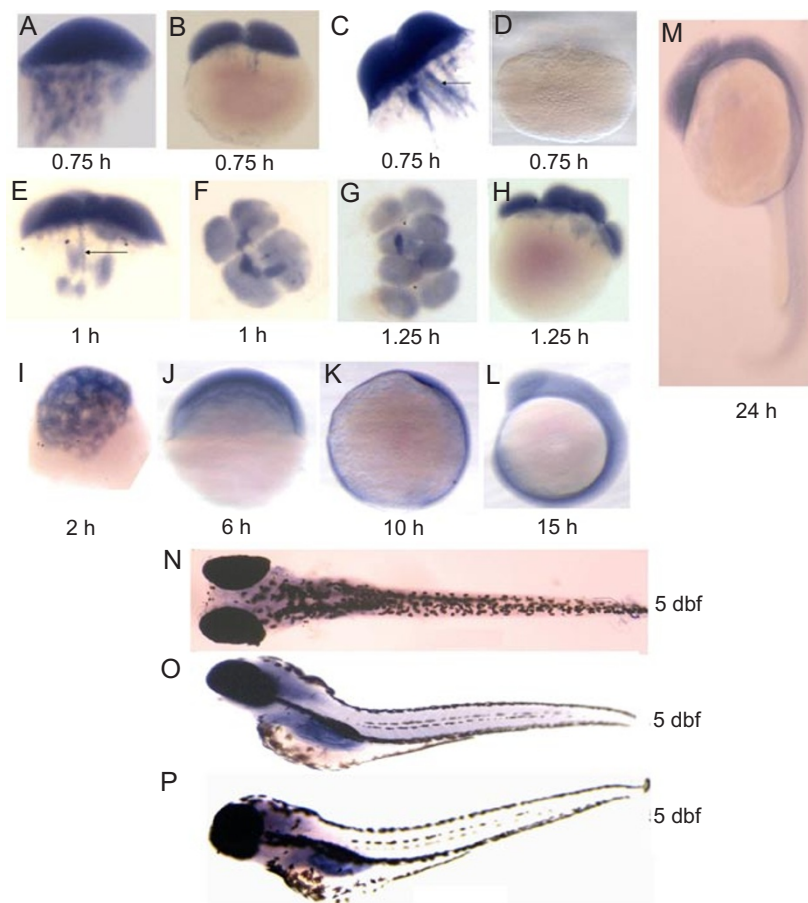 A B C D M
0.75 h 0.75 h 0.75 h 0.75 h
E F G H
1 h 1 h 1.25 h 1.25 h
I J K L
24 h
2 h 6 h 10 h 15 h
N
5 dbf
O
5 dbf
P
5 dbf